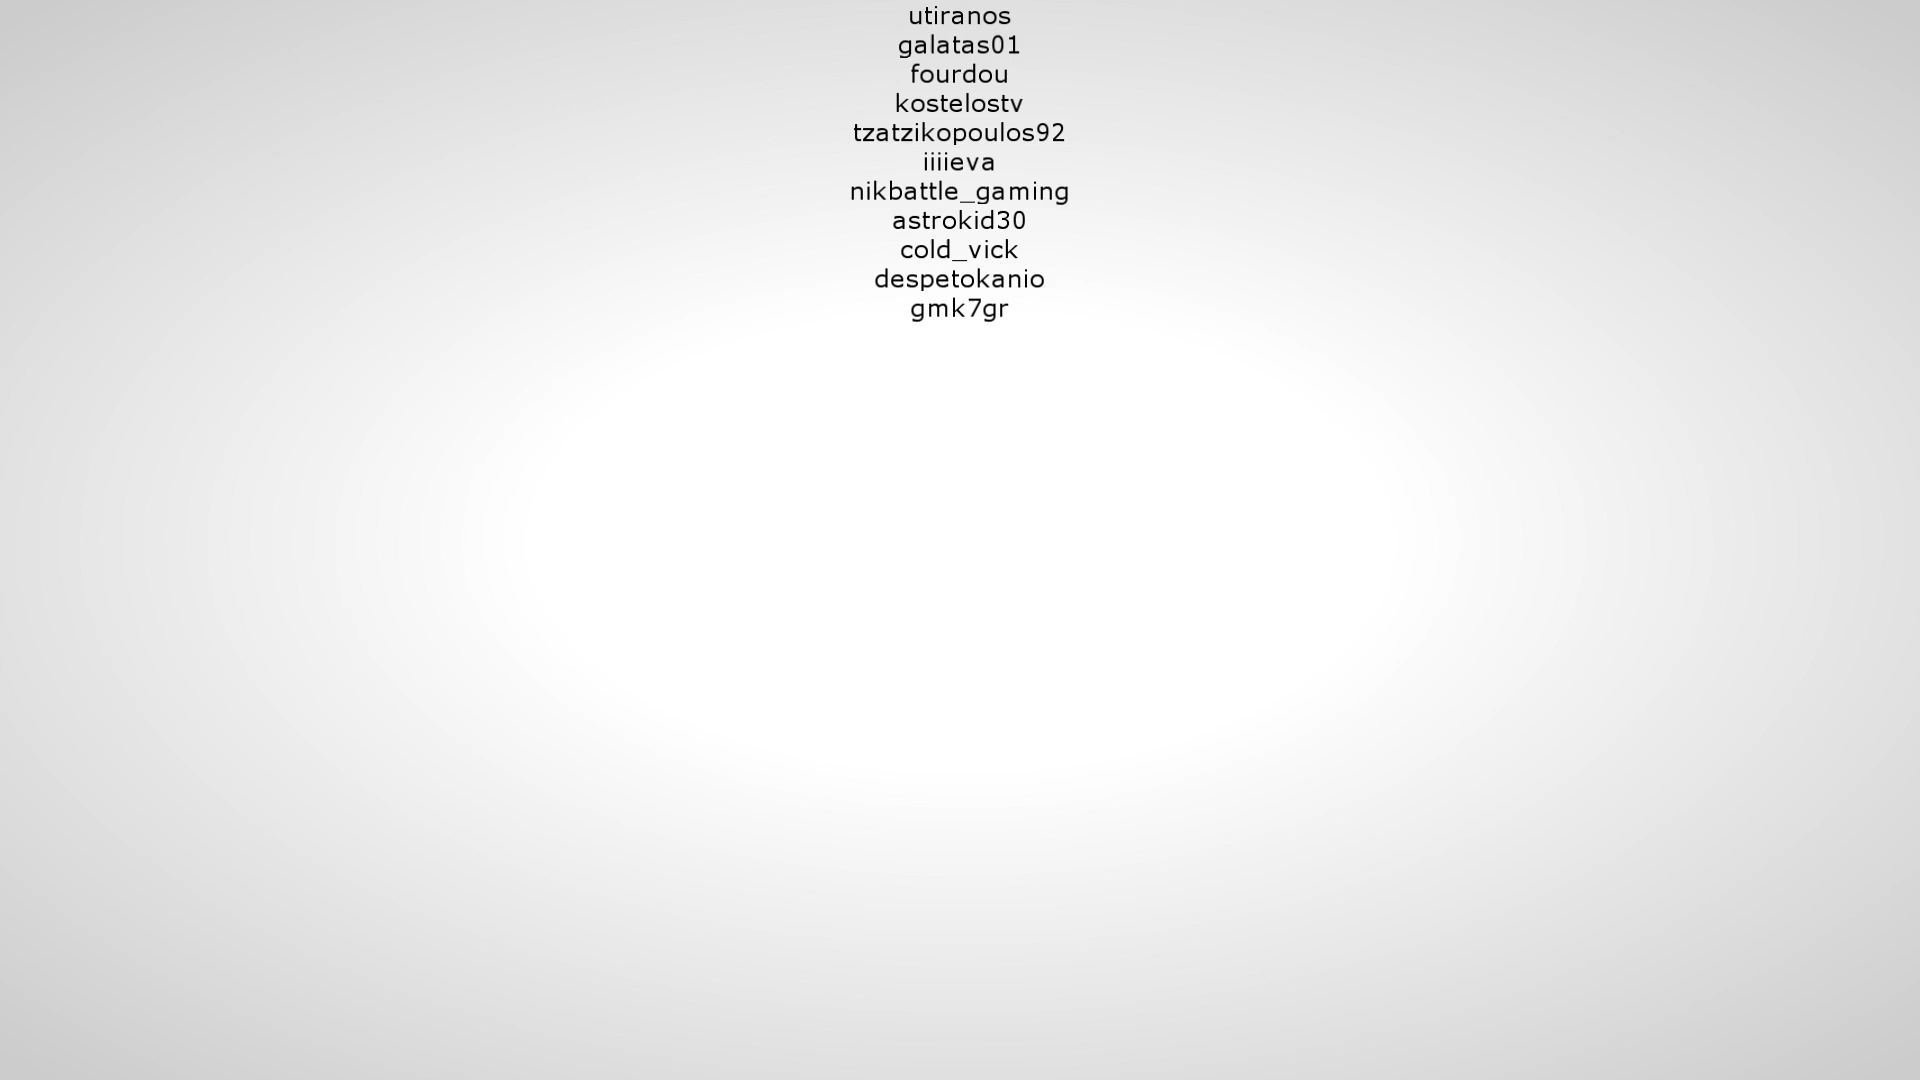 utiranos
galatas01
fourdou
kostelostv
tzatzikopoulos92
iiiieva
nikbattle_gaming
astrokid30
cold_vick
despetokanio
gmk7gr